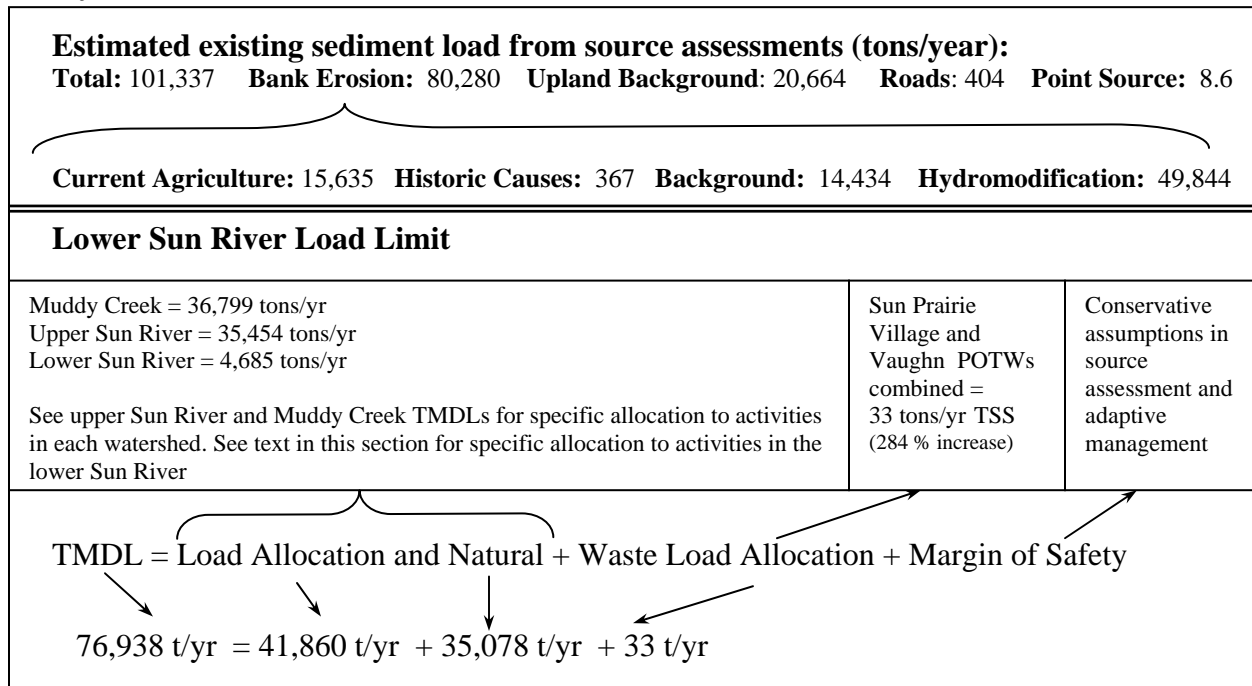 Estimated existing sediment load from source assessments (tons/year):
Total: 101,337 Bank Erosion: 80,280 Upland Background: 20,664 Roads: 404 Point Source: 8.6
Current Agriculture: 15,635 Historic Causes: 367 Background: 14,434 Hydromodification: 49,844
Lower Sun River Load Limit
Muddy Creek = 36,799 tons/yr
Upper Sun River = 35,454 tons/yr
Lower Sun River = 4,685 tons/yr
See upper Sun River and Muddy Creek TMDLs for specific allocation to activities
in each watershed. See text in this section for specific allocation to activities in the
lower Sun River
Sun Prairie
Village and
Vaughn POTWs
combined =
33 tons/yr TSS
(284 % increase)
Conservative
assumptions in
source
assessment and
adaptive
management
TMDL = Load Allocation and Natural + Waste Load Allocation + Margin of Safety
76,938 t/yr = 41,860 t/yr + 35,078 t/yr + 33 t/yr